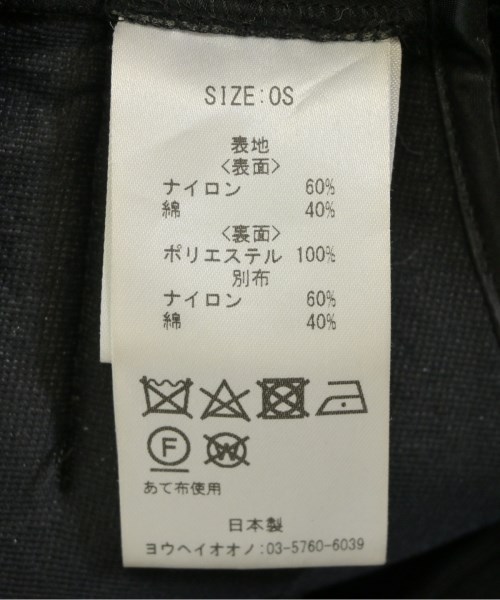 SIZE:OS
表地
<表面>
ナイロン 60%
綿 40%
<裏面>
ポリエステル 100%
別布
ナイロン 60%
綿 40%
F W
あて布使用
日本製
ヨウヘイオオノ:03-5760-6039